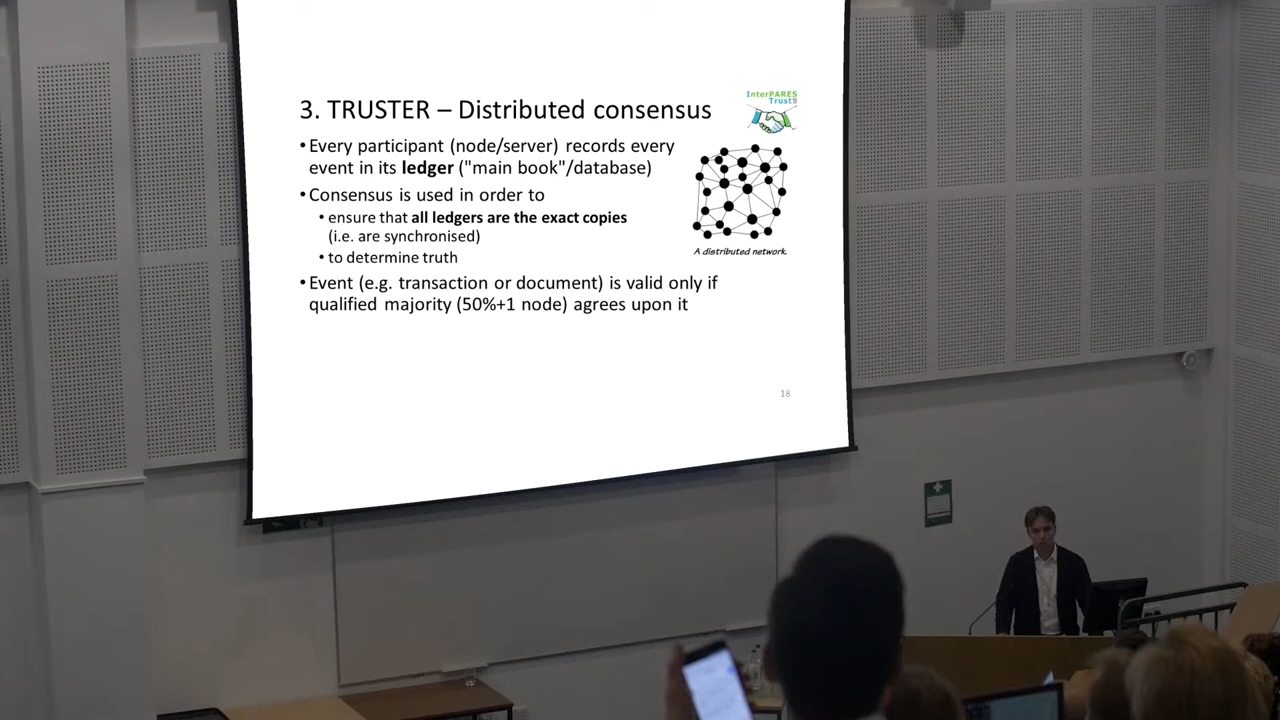 3. TRUSTER – Distributed consensus
InterPARES
Trust
•Every participant (node/server) records every
event in its ledger ("main book"/database)
•Consensus is used in order to
•ensure that all ledgers are the exact copies
(i.e. are synchronised)
•to determine truth
A distributed network.
•Event (e.g. transaction or document) is valid only if
qualified majority (50%+1 node) agrees upon it
18